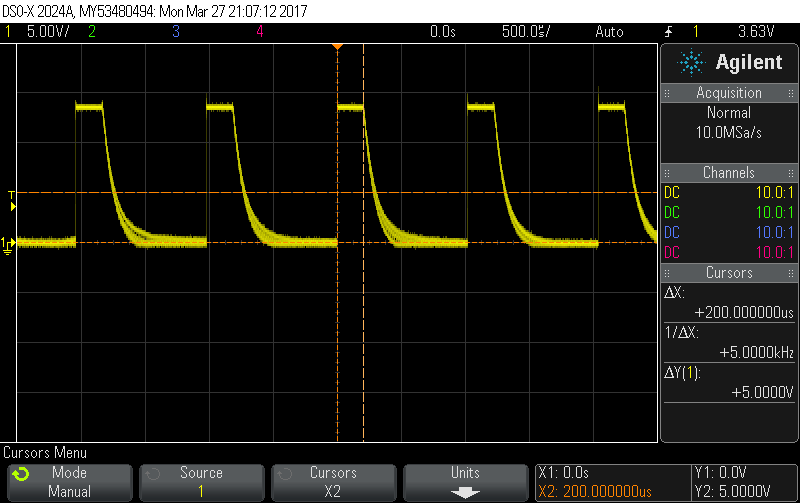 DSO-X 2024A, MY53480494: Mon Mar 27 21:07:12 2017
1 5.00V/ 2 3 4 0.0s 500.0us/ Auto 1 3.63V
Agilent
Acquisition
Normal
10.0MSa/s
Channels
DC 10.0:1
DC 10.0:1
DC 10.0:1
DC 10.0:1
Cursors
ΔX:
+200.000000us
1/ΔX:
+5.0000kHz
ΔY(1):
+5.0000V
T
1
Cursors Menu
Mode
Manual
Source
1
Cursors
X2
Units
X1: 0.0s
X2: 200.000000us
Y1: 0.0V
Y2: 5.0000V